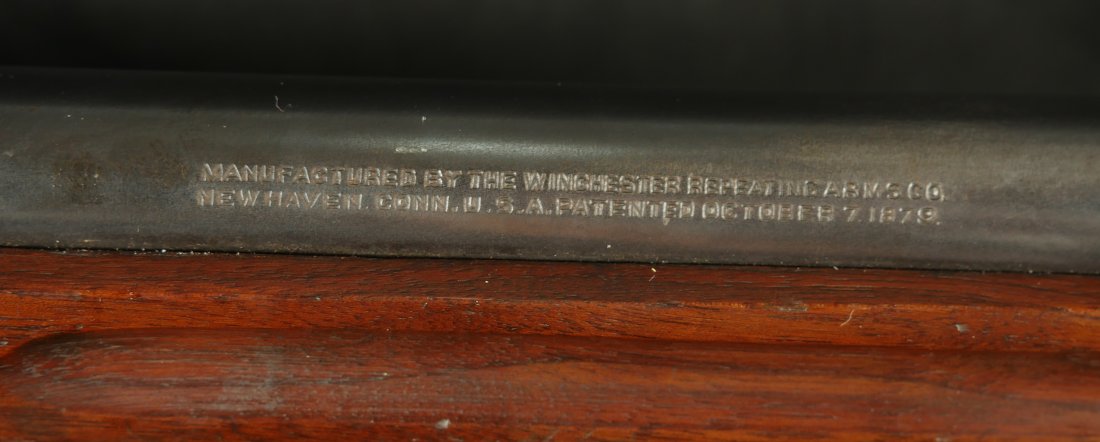 MANUFACTURED BY THE WINCHESTER REPEATING ARMS CO.
NEW HAVEN, CONN. U.S.A. PATENTED OCTOBER 7, 1879.